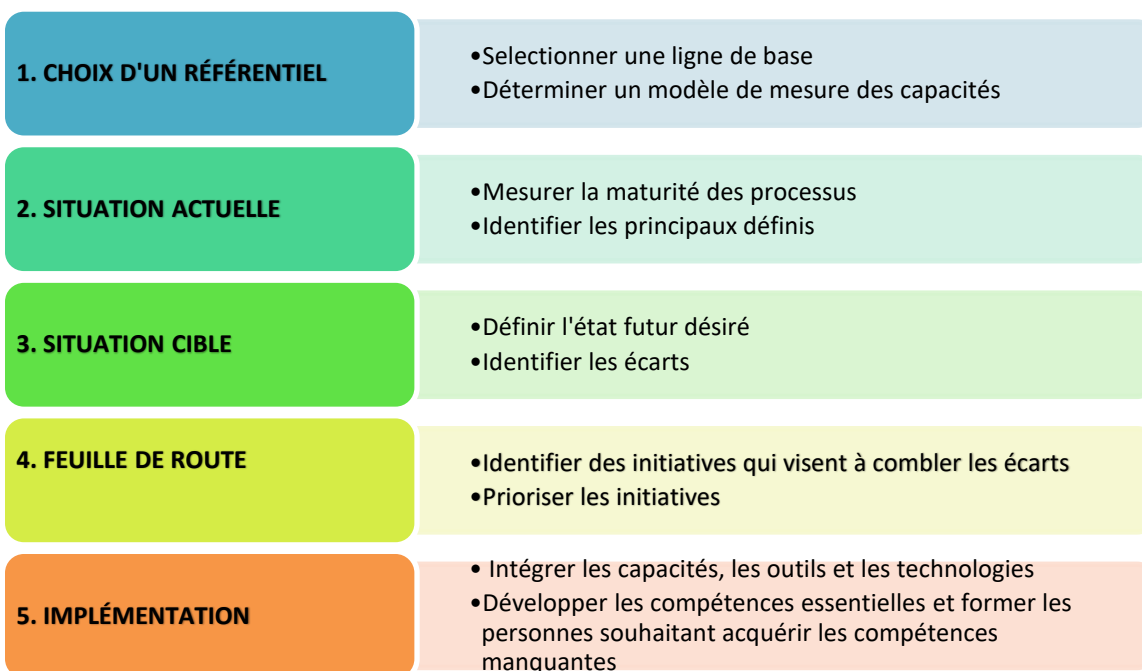 1. CHOIX D'UN RÉFÉRENTIEL
•Selectionner une ligne de base
•Déterminer un modèle de mesure des capacités
2. SITUATION ACTUELLE
•Mesurer la maturité des processus
•Identifier les principaux définis
3. SITUATION CIBLE
•Définir l'état futur désiré
•Identifier les écarts
4. FEUILLE DE ROUTE
•Identifier des initiatives qui visent à combler les écarts
•Prioriser les initiatives
5. IMPLÉMENTATION
• Intégrer les capacités, les outils et les technologies
•Développer les compétences essentielles et former les
personnes souhaitant acquérir les compétences
manquantes